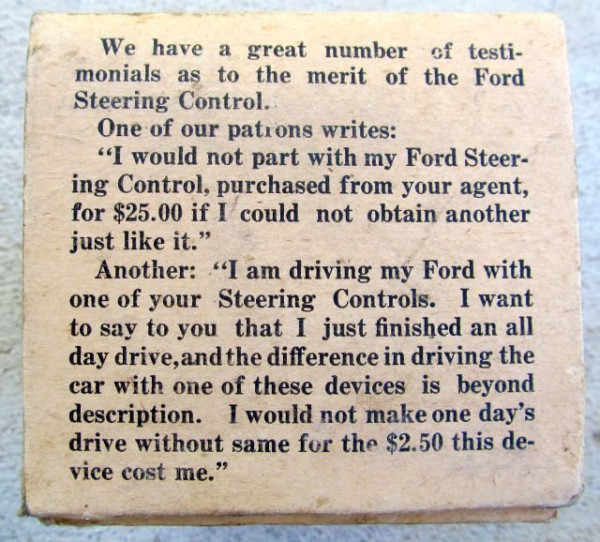 We have a great number of testi-
monials as to the merit of the Ford
Steering Control.
One of our patrons writes:
“I would not part with my Ford Steer-
ing Control, purchased from your agent,
for $25.00 if I could not obtain another
just like it.”
Another: “I am driving my Ford with
one of your Steering Controls. I want
to say to you that I just finished an all
day drive, and the difference in driving the
car with one of these devices is beyond
description. I would not make one day’s
drive without same for the $2.50 this de-
vice cost me.”